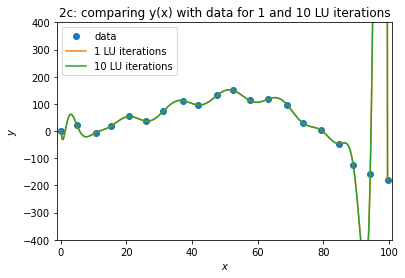 2c: comparing y(x) with data for 1 and 10 LU iterations
400
300
200
100
0
−100
−200
−300
−400
y
data
1 LU iterations
10 LU iterations
0 20 40 60 80 100
x